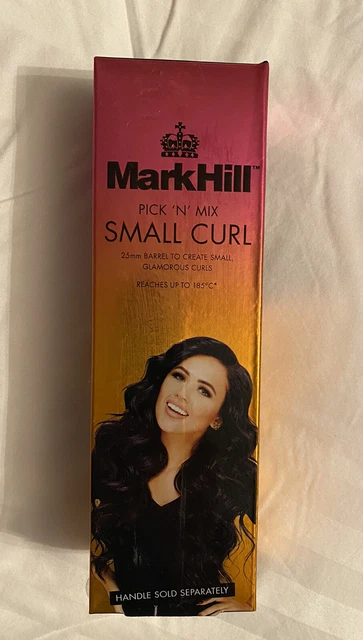 MarkHill™
PICK 'N' MIX
SMALL CURL
25mm BARREL TO CREATE SMALL,
GLAMOROUS CURLS
REACHES UP TO 185°C*
HANDLE SOLD SEPARATELY